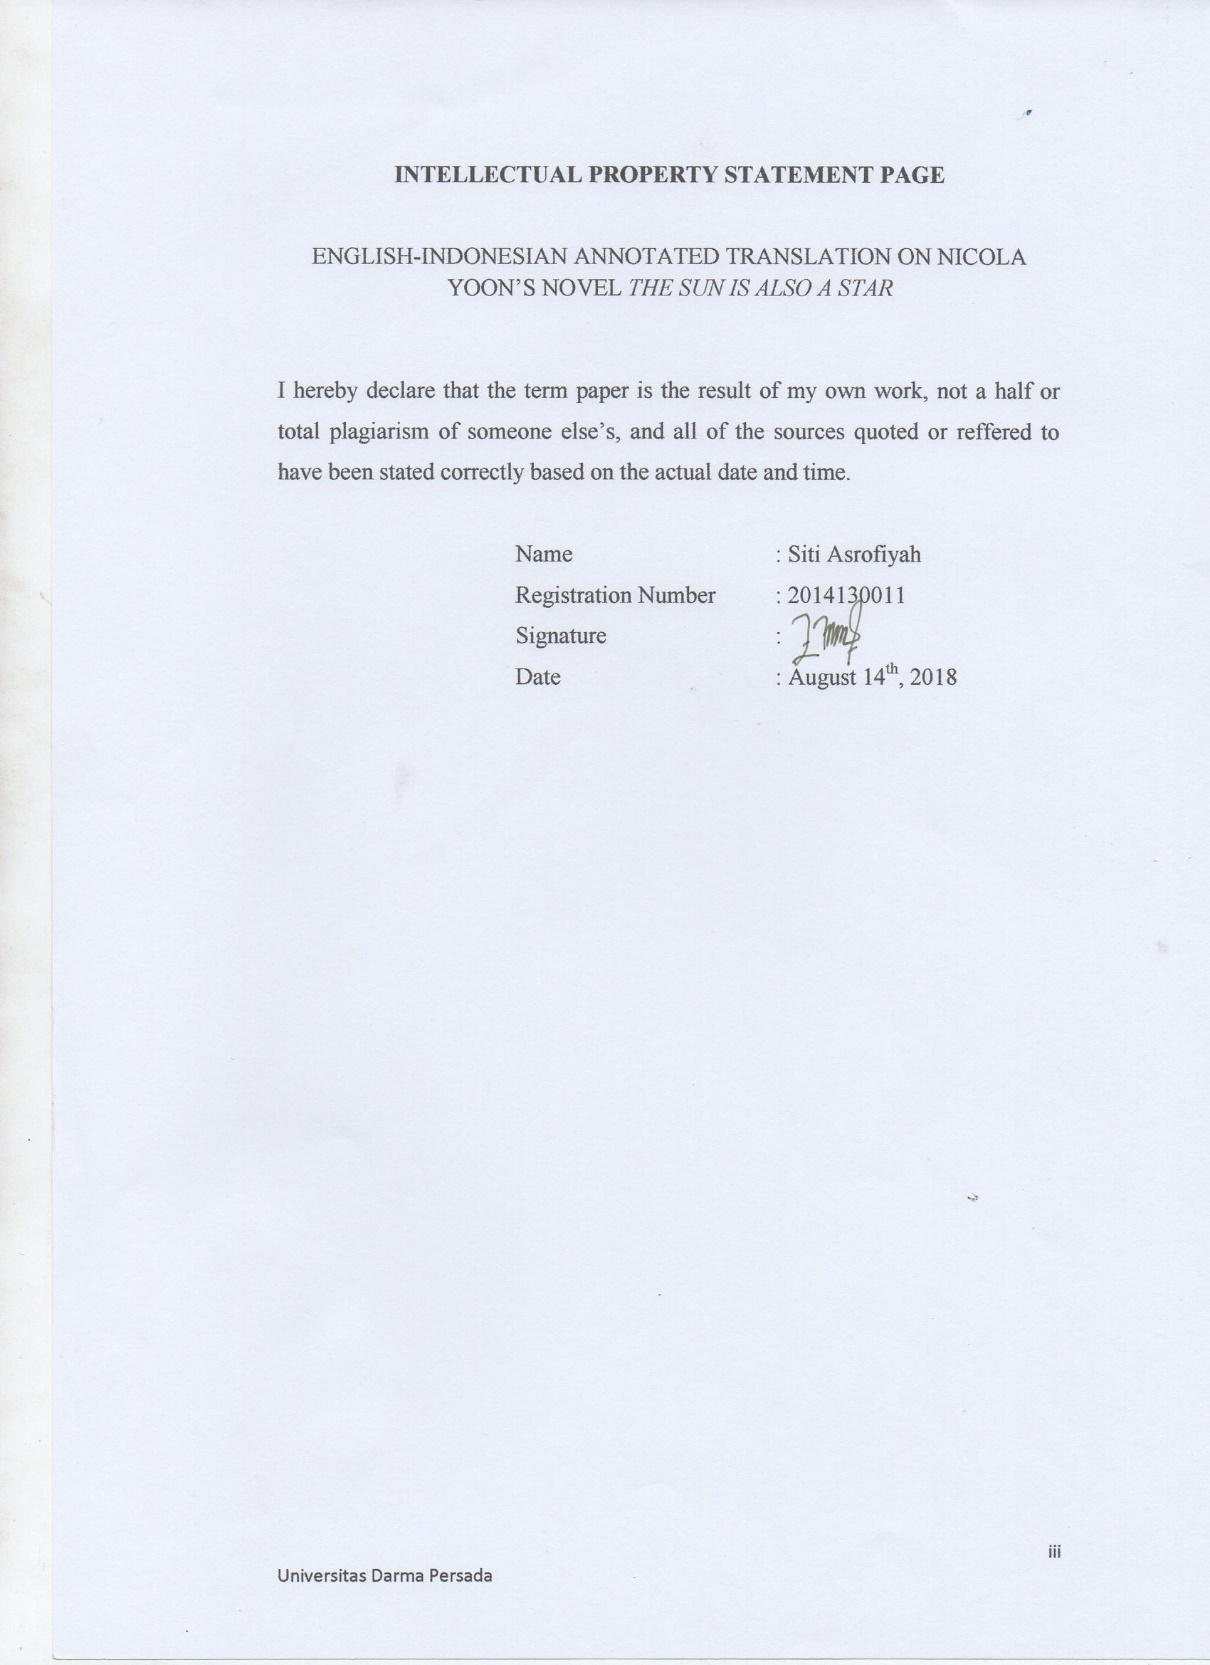 INTELLECTUAL PROPERTY STATEMENT PAGE
ENGLISH-INDONESIAN ANNOTATED TRANSLATION ON NICOLA
YOON'S NOVEL THE SUN IS ALSO A STAR
I hereby declare that the term paper is the result of my own work, not a half or
total plagiarism of someone else's, and all of the sources quoted or reffered to
have been stated correctly based on the actual date and time.
Name : Siti Asrofiyah
Registration Number : 2014130011
Signature :
Date : August 14th, 2018
iii
Universitas Darma Persada